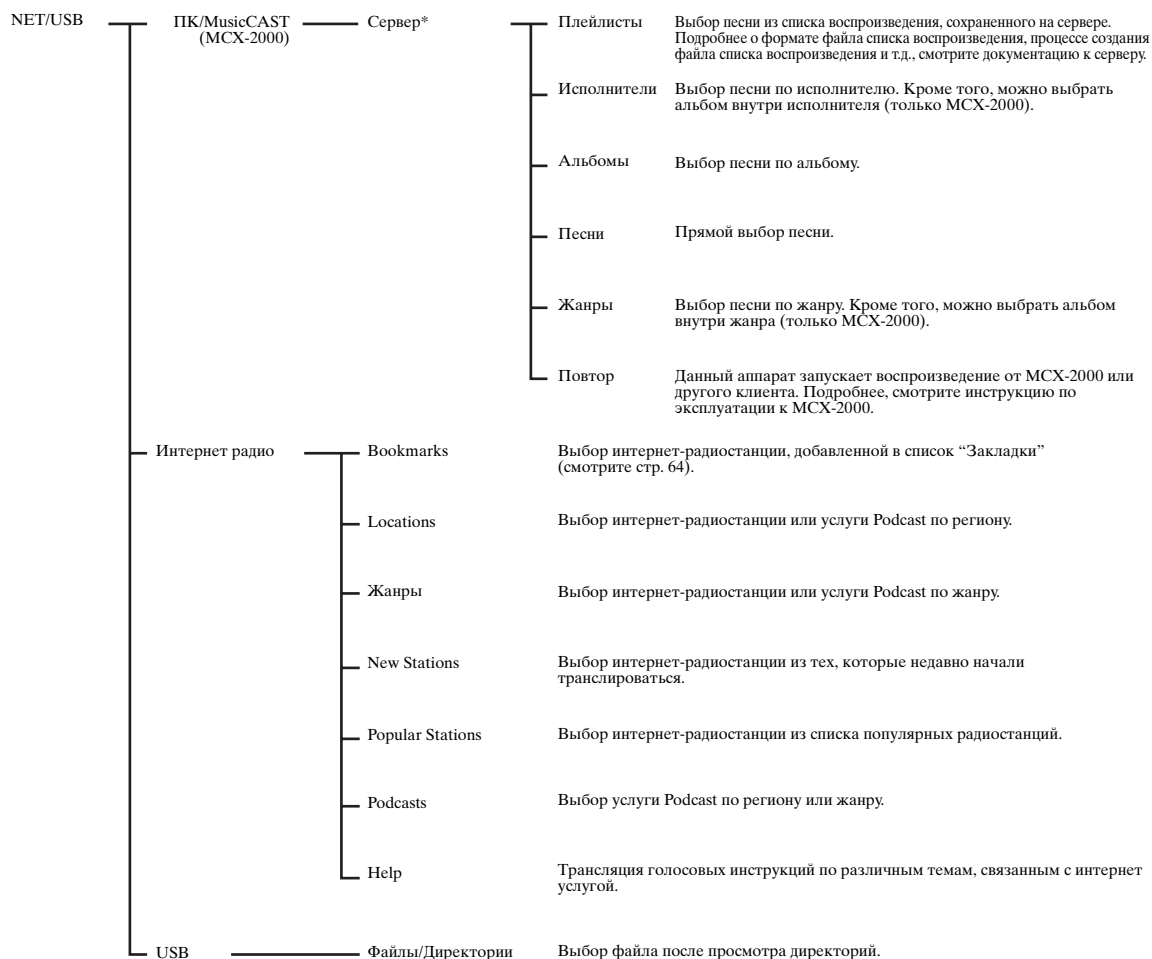 NET/USB
ПК/MusicCAST
(MCX-2000)
Сервер*
Плейлисты
Выбор песни из списка воспроизведения, сохраненного на сервере.
Подробнее о формате файла списка воспроизведения, процессе создания
файла списка воспроизведения и т.д., смотрите документацию к серверу.
Исполнители
Выбор песни по исполнителю. Кроме того, можно выбрать
альбом внутри исполнителя (только MCX-2000).
Альбомы
Выбор песни по альбому.
Песни
Прямой выбор песни.
Жанры
Выбор песни по жанру. Кроме того, можно выбрать альбом
внутри жанра (только MCX-2000).
Повтор
Данный аппарат запускает воспроизведение от MCX-2000 или
другого клиента. Подробнее, смотрите инструкцию по
эксплуатации к MCX-2000.
Интернет радио
Bookmarks
Выбор интернет-радиостанции, добавленной в список “Закладки”
(смотрите стр. 64).
Locations
Выбор интернет-радиостанции или услуги Podcast по региону.
Жанры
Выбор интернет-радиостанции или услуги Podcast по жанру.
New Stations
Выбор интернет-радиостанции из тех, которые недавно начали
транслироваться.
Popular Stations
Выбор интернет-радиостанции из списка популярных радиостанций.
Podcasts
Выбор услуги Podcast по региону или жанру.
Help
Трансляция голосовых инструкций по различным темам, связанным с интернет
услугой.
USB
Файлы/Директории
Выбор файла после просмотра директорий.